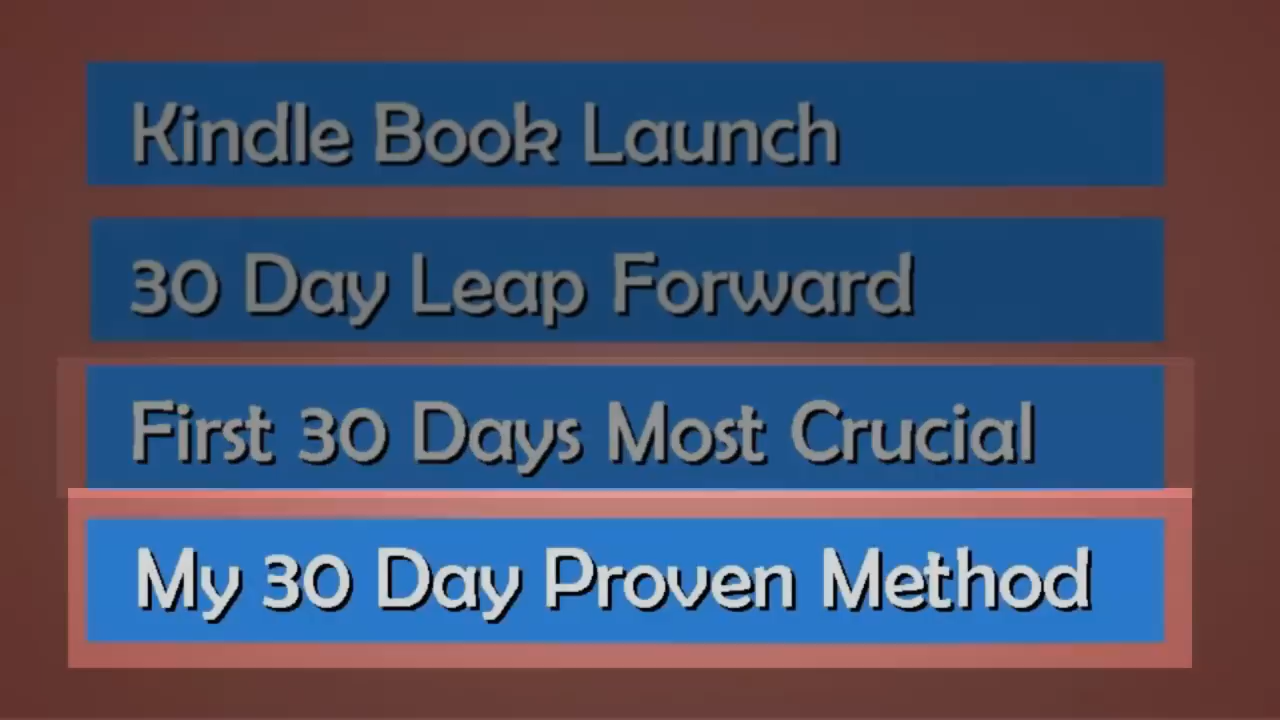 Kindle Book Launch
30 Day Leap Forward
First 30 Days Most Crucial
My 30 Day Proven Method